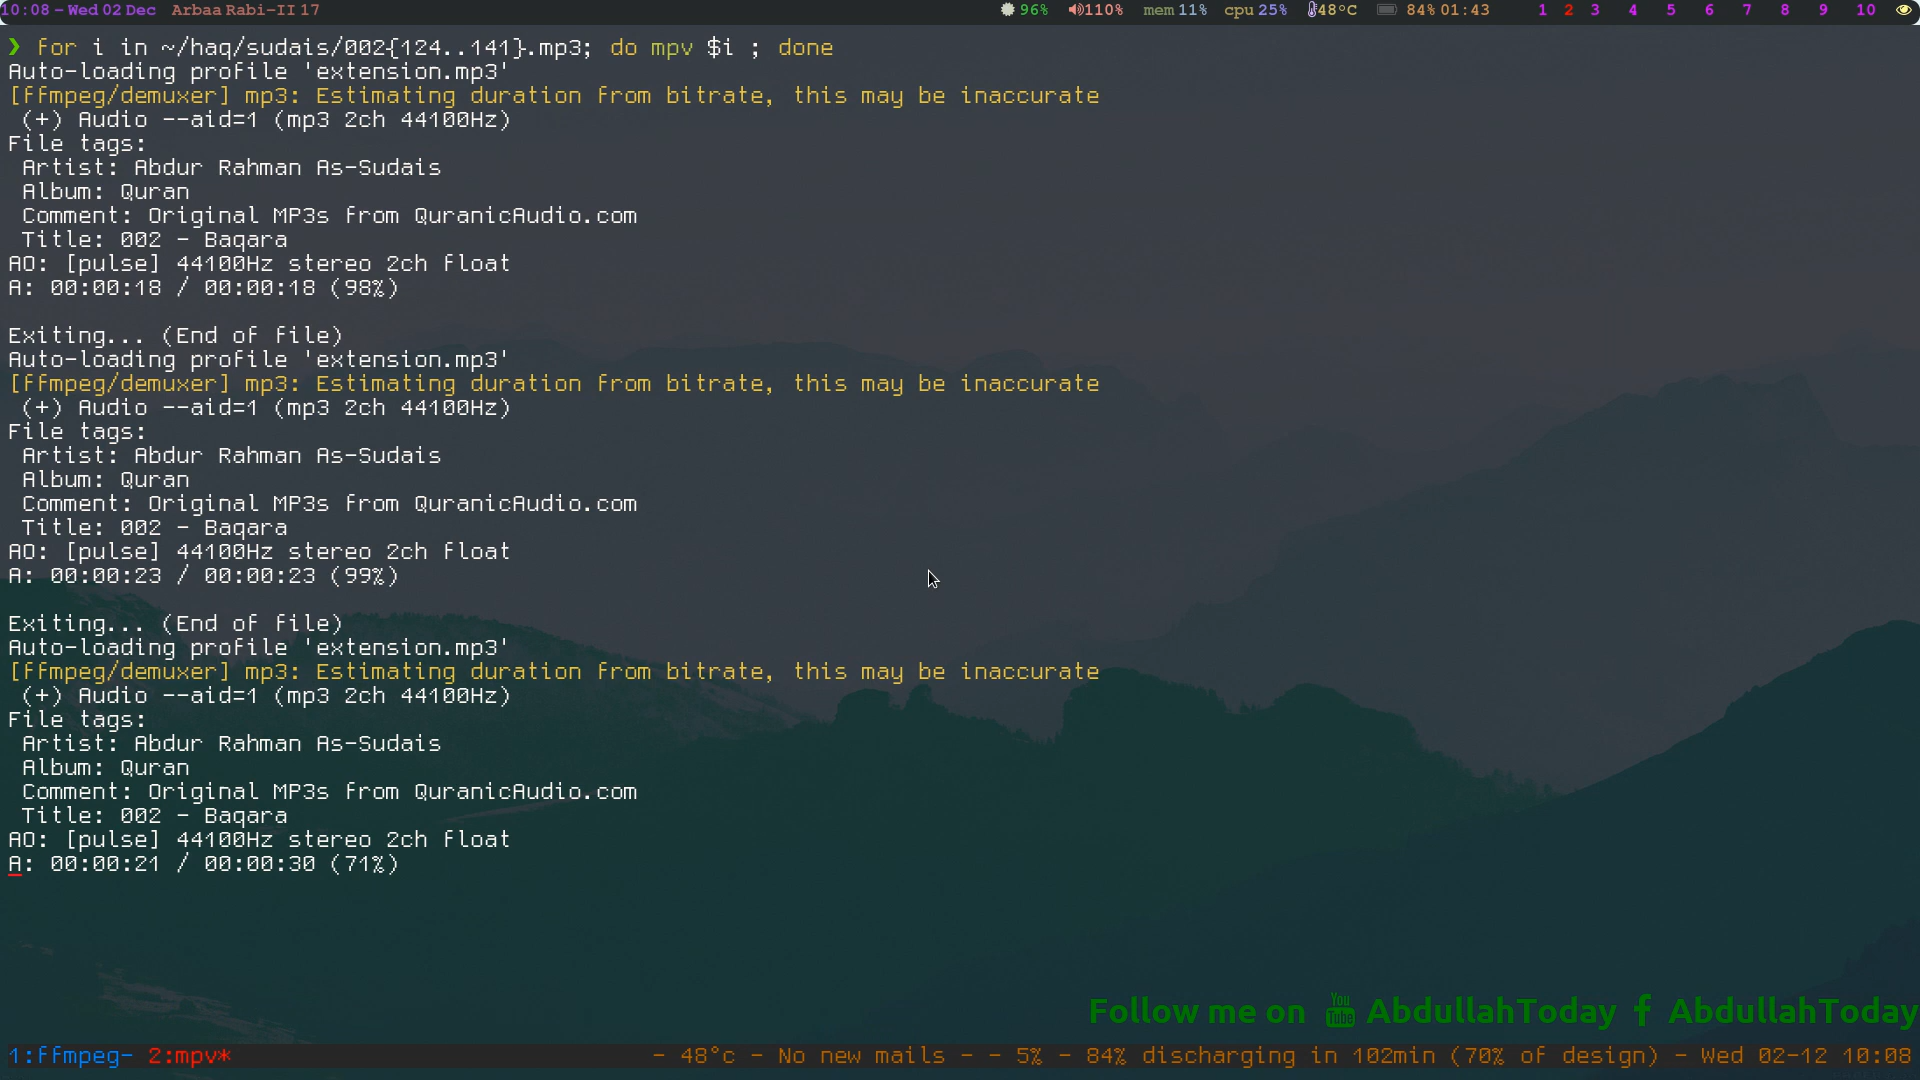 10:08 - Wed 02 Dec Arbaa Rabi-II 17 96% 110% mem 11% cpu 25% 48°C 84% 01:43 1 2 3 4 5 6 7 8 9 10
❯ for i in ~/haq/sudais/002{124..141}.mp3; do mpv $i ; done
Auto-loading profile 'extension.mp3'
[ffmpeg/demuxer] mp3: Estimating duration from bitrate, this may be inaccurate
(+) Audio --aid=1 (mp3 2ch 44100Hz)
File tags:
Artist: Abdur Rahman As-Sudais
Album: Quran
Comment: Original MP3s from QuranicAudio.com
Title: 002 - Baqara
AO: [pulse] 44100Hz stereo 2ch float
A: 00:00:18 / 00:00:18 (98%)
Exiting... (End of file)
Auto-loading profile 'extension.mp3'
[ffmpeg/demuxer] mp3: Estimating duration from bitrate, this may be inaccurate
(+) Audio --aid=1 (mp3 2ch 44100Hz)
File tags:
Artist: Abdur Rahman As-Sudais
Album: Quran
Comment: Original MP3s from QuranicAudio.com
Title: 002 - Baqara
AO: [pulse] 44100Hz stereo 2ch float
A: 00:00:23 / 00:00:23 (99%)
Exiting... (End of file)
Auto-loading profile 'extension.mp3'
[ffmpeg/demuxer] mp3: Estimating duration from bitrate, this may be inaccurate
(+) Audio --aid=1 (mp3 2ch 44100Hz)
File tags:
Artist: Abdur Rahman As-Sudais
Album: Quran
Comment: Original MP3s from QuranicAudio.com
Title: 002 - Baqara
AO: [pulse] 44100Hz stereo 2ch float
A: 00:00:21 / 00:00:30 (71%)
Follow me on You Tube AbdullahToday f AbdullahToday
1:ffmpeg- 2:mpv* - 48°c - No new mails - - 5% - 84% discharging in 102min (70% of design) - Wed 02-12 10:08